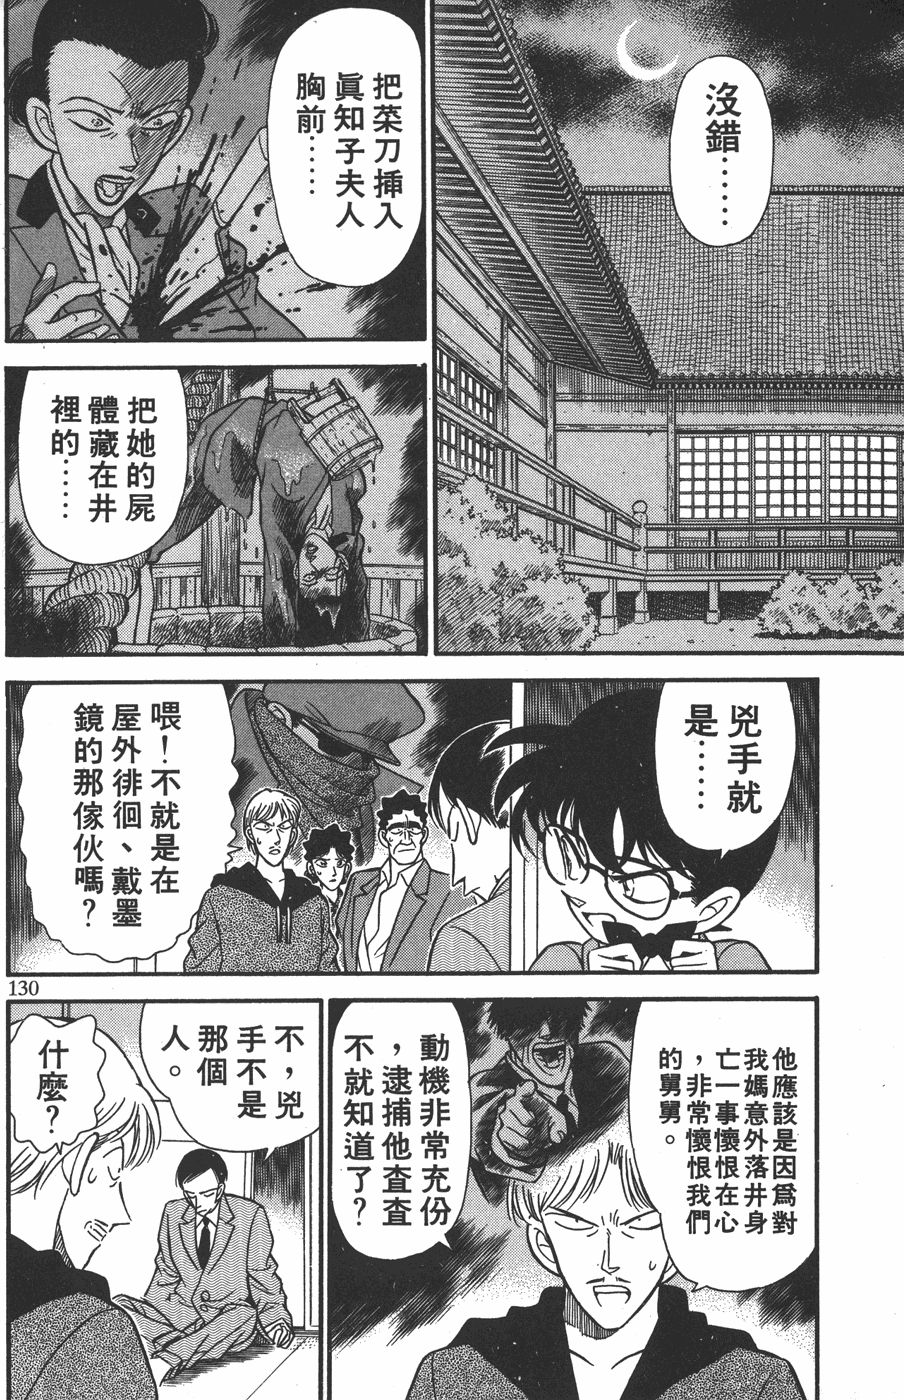 沒錯……
把菜刀揷入
眞知子夫人
胸前……
把她的屍
體藏在井
裡的……
兇手就
是……
喂！不就是在
屋外徘徊、戴墨
鏡的那傢伙嗎？
他應該是因爲對
我媽意外落井身
亡一事懷恨在心
，非常懷恨我們
的舅舅。
動機非常充份
，逮捕他查查
不就知道了？
不，兇
手不是
那個
人。
什麼？
130